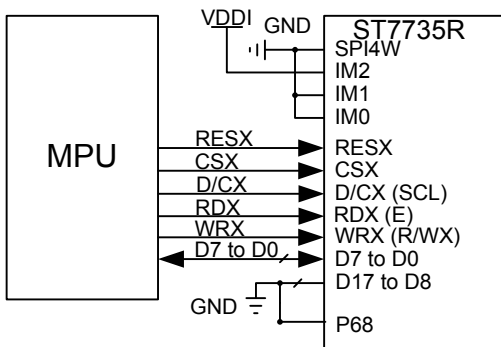 VDDI
GND
ST7735R
SPI4W
IM2
IM1
IM0
MPU
RESX
RESX
CSX
CSX
D/CX
D/CX (SCL)
RDX
RDX (E)
WRX
WRX (R/WX)
D7 to D0
D7 to D0
D17 to D8
GND
P68